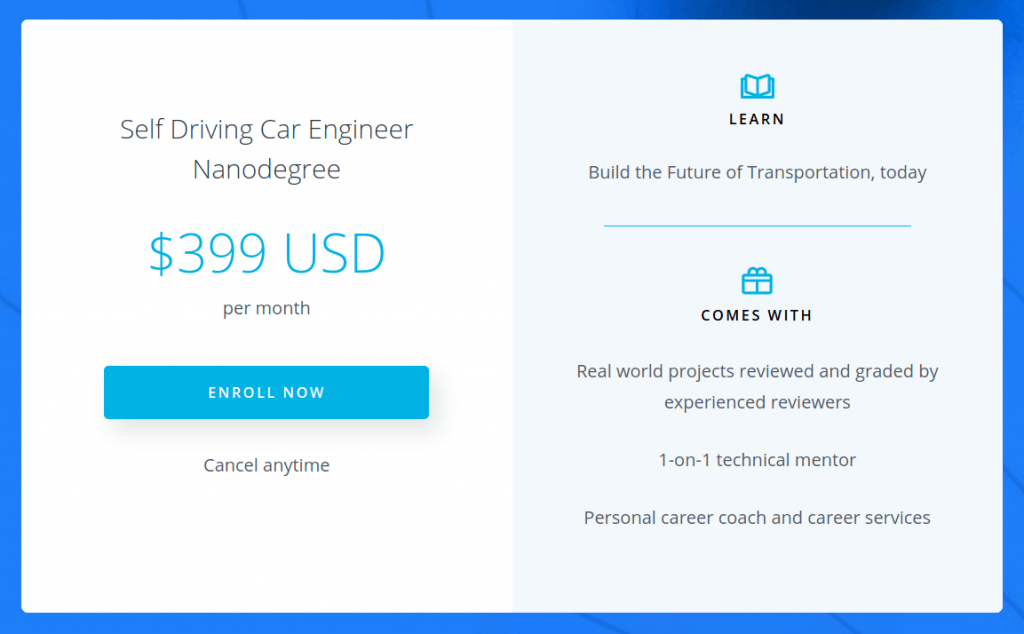 Self Driving Car Engineer
Nanodegree
$399 USD
per month
ENROLL NOW
Cancel anytime
LEARN
Build the Future of Transportation, today
COMES WITH
Real world projects reviewed and graded by
experienced reviewers
1-on-1 technical mentor
Personal career coach and career services